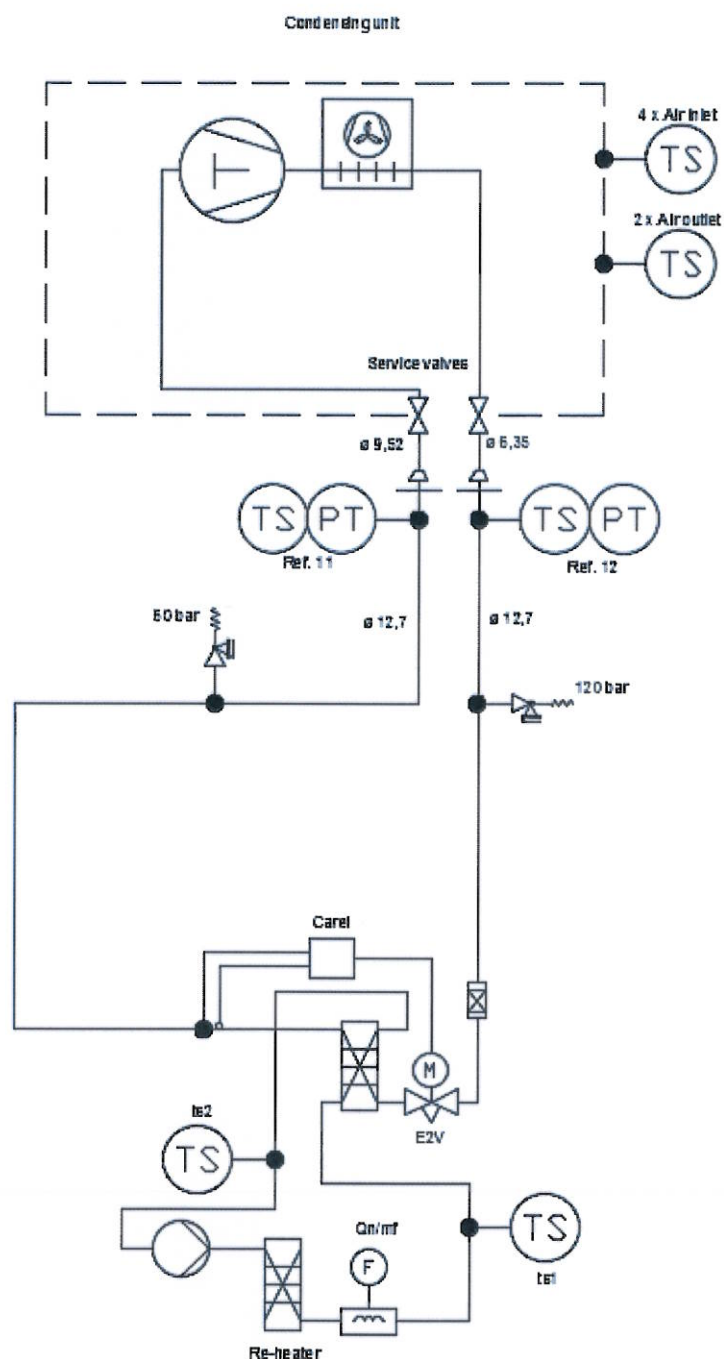 Condensing unit
4 x Air inlet
TS
2 x Air outlet
TS
Service valves
ø 9,52
ø 6,35
TS PT
TS PT
Ref. 11
Ref. 12
60 bar
ø 12,7
ø 12,7
120 bar
Carel
M
E2V
ts2
TS
Qn/mf
F
TS
ts1
Re-heater